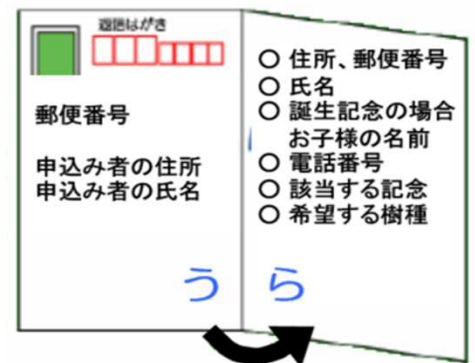 返信はがき
郵便番号
申込み者の住所
申込み者の氏名
○ 住所、郵便番号
○ 氏名
○ 誕生記念の場合
お子様の名前
○ 電話番号
○ 該当する記念
○ 希望する樹種
うら